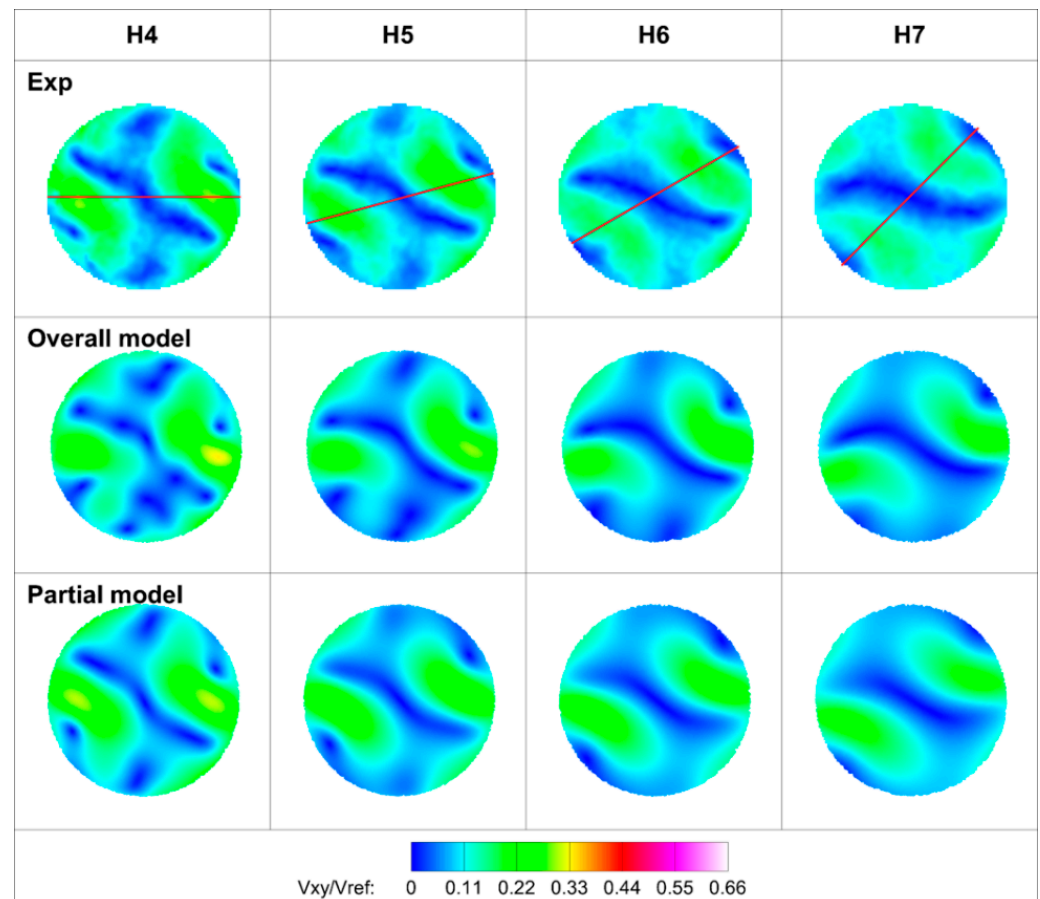 H4 H5 H6 H7
Exp
Overall model
Partial model
Vxy/Vref: 0 0.11 0.22 0.33 0.44 0.55 0.66